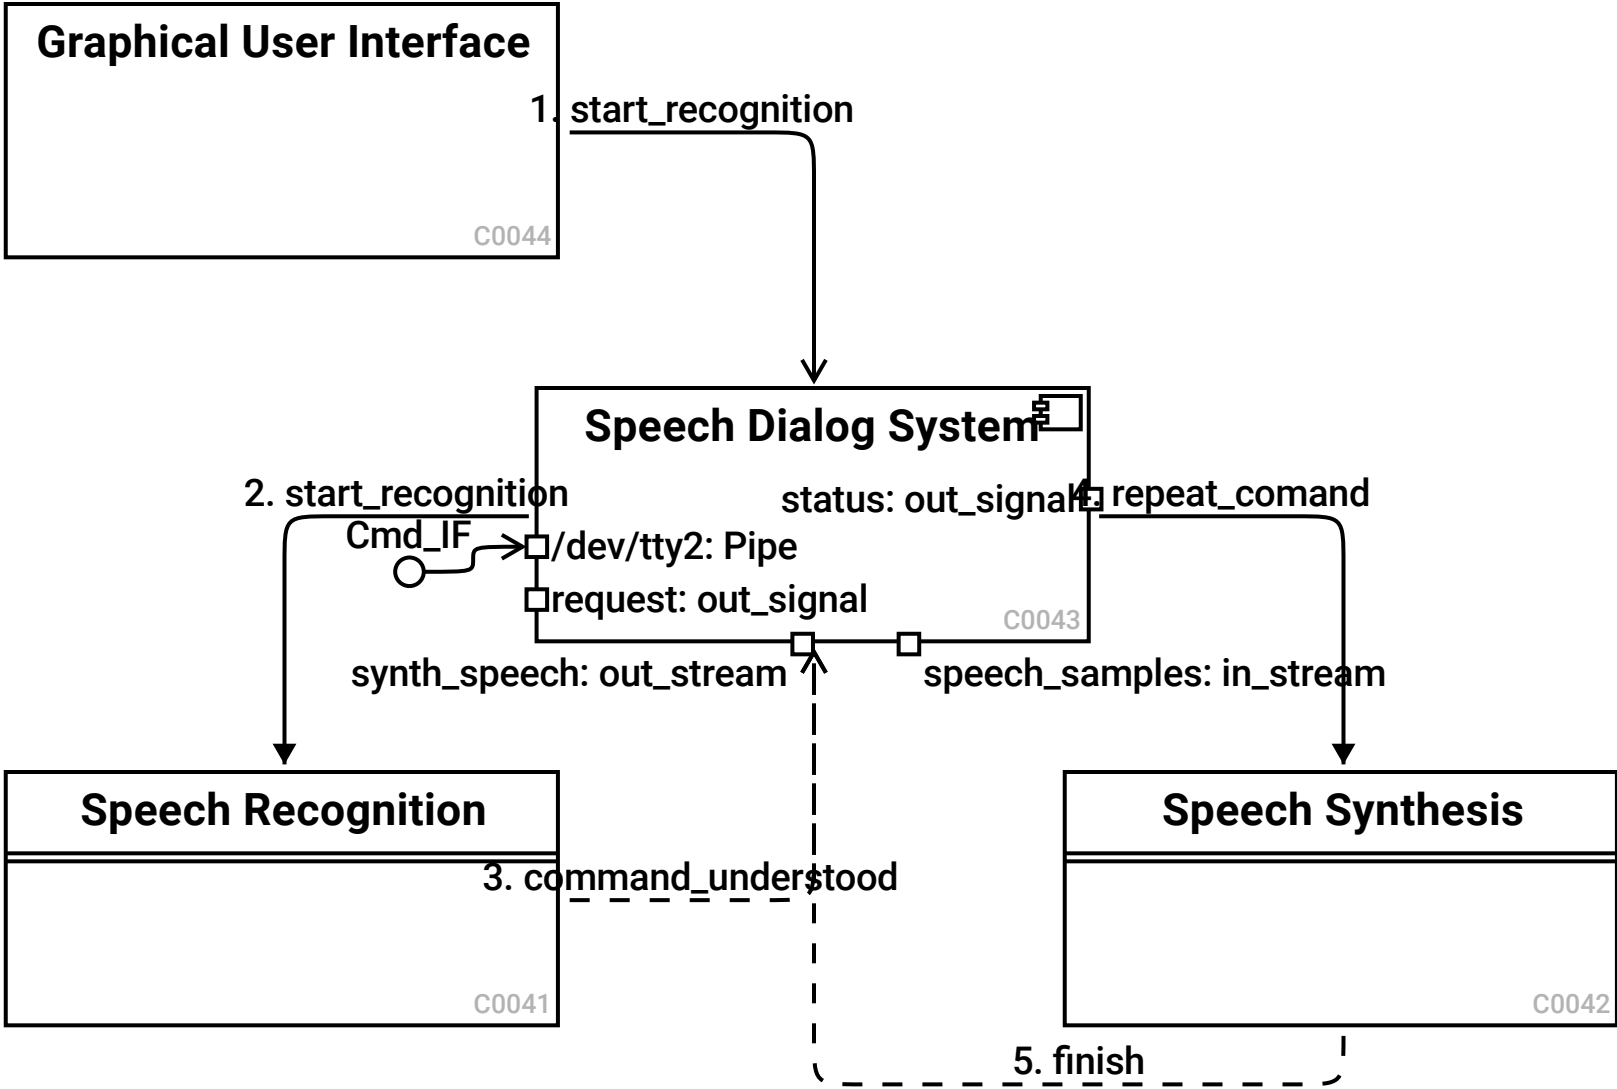 Graphical User Interface
1. start_recognition
C0044
Speech Dialog System
2. start_recognition
status: out_signal
4. repeat_comand
Cmd_IF
/dev/tty2: Pipe
request: out_signal
C0043
synth_speech: out_stream
speech_samples: in_stream
Speech Recognition
Speech Synthesis
3. command_understood
C0041
C0042
5. finish